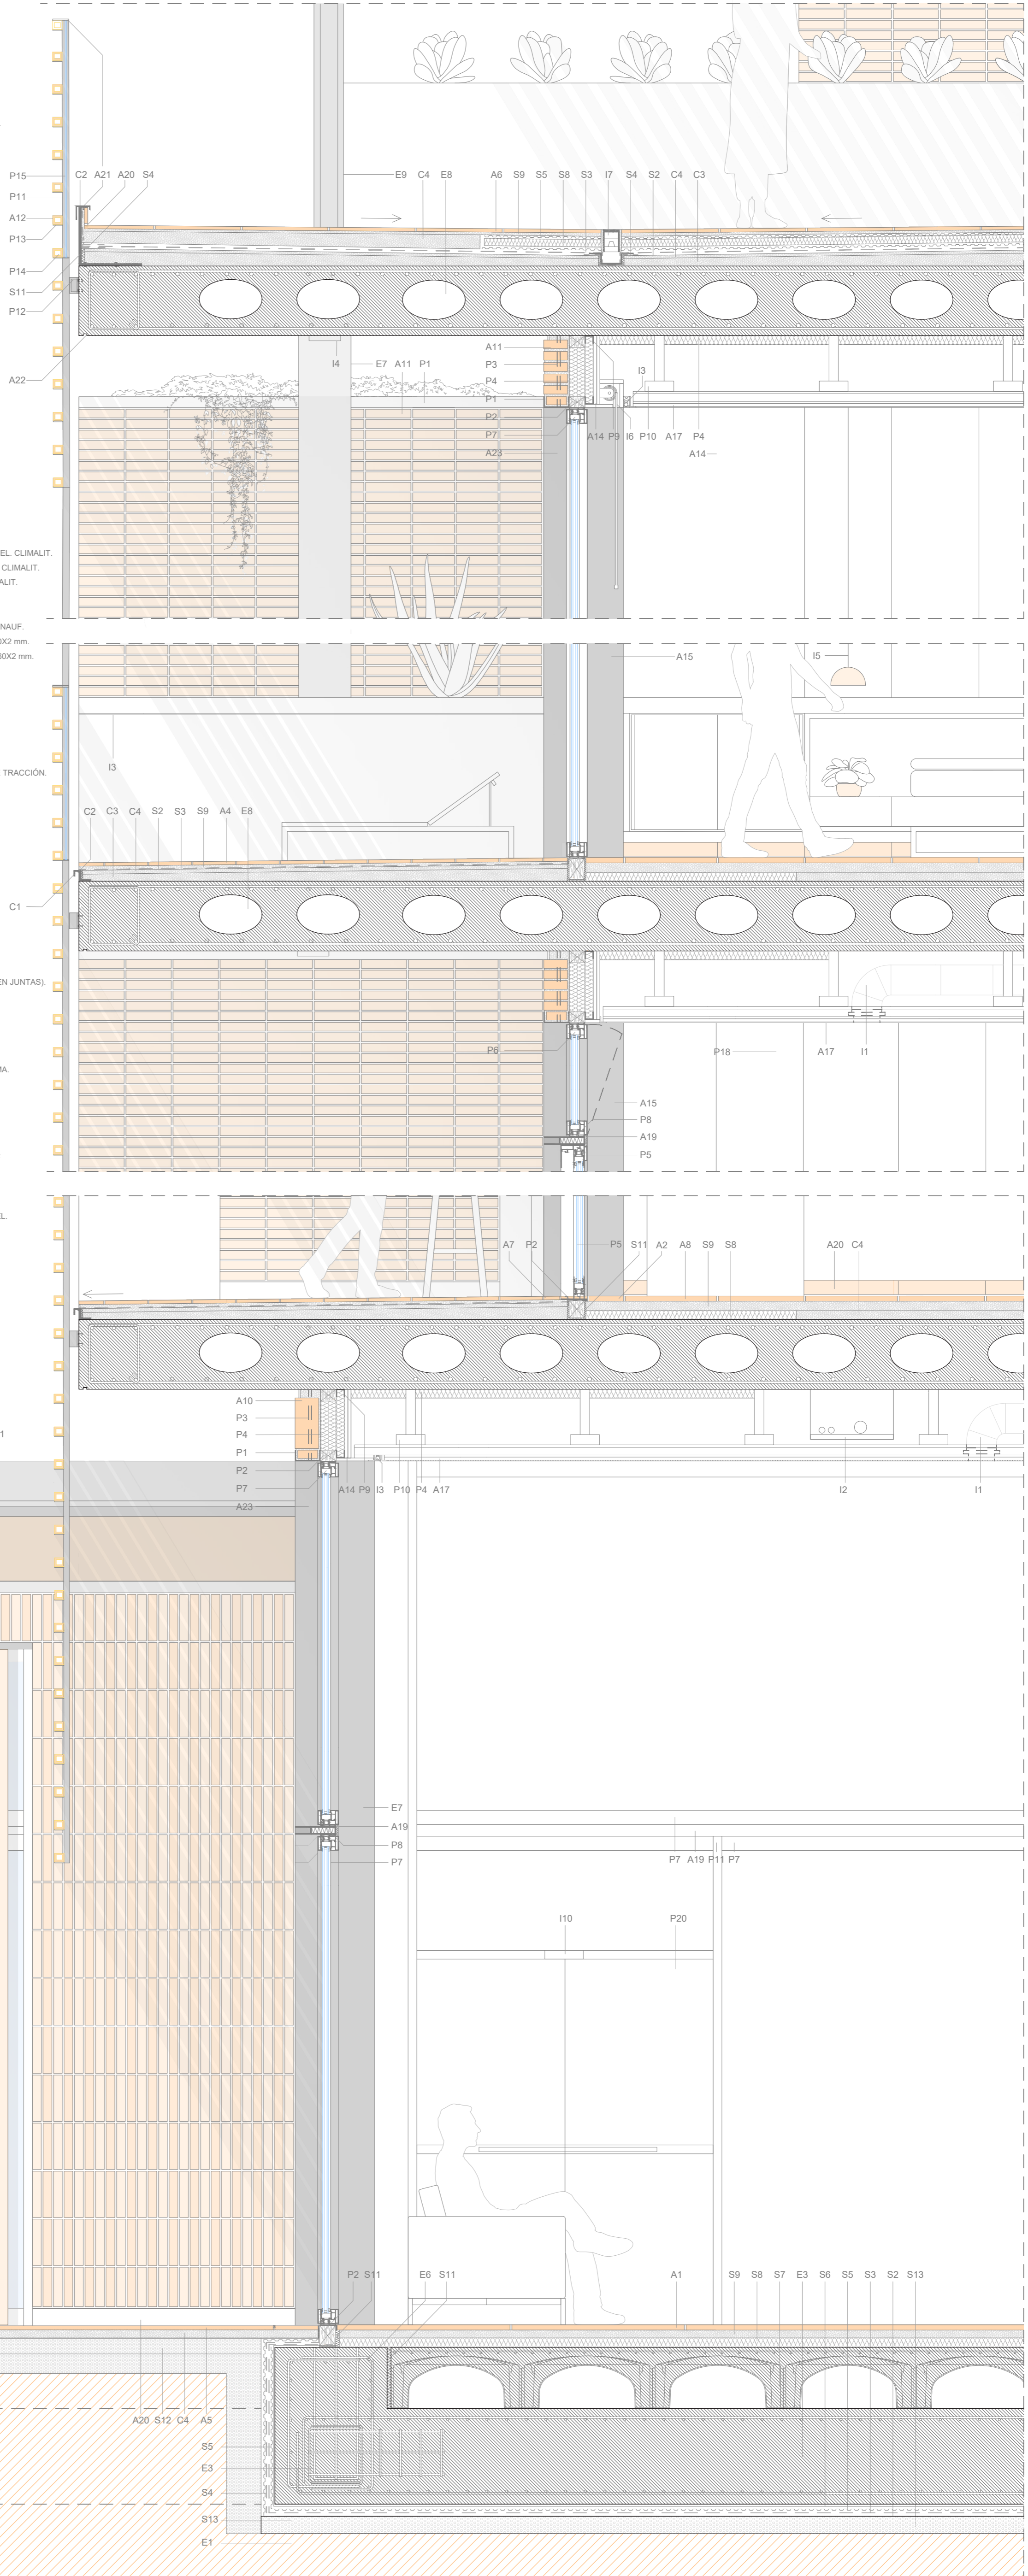 P15
C2 A21 A20 S4
E9 C4 E8 A6 S9 S5 S8 S3 I7 S4 S2 C4 C3
P11
A12
P13
P14
S11
P12
A22
A11
P3
P4
P1
P2
P7
A23
I4 E7 A11 P1
I3
A14 P9 I6 P10 A17 P4
A14
EL. CLIMALIT.
CLIMALIT.
ALIT.
NAUF.
0X2 mm.
60X2 mm.
A15
I5
I3
TRACCIÓN.
C2 C3 C4 S2 S3 S9 A4 E8
C1
EN JUNTAS).
P6
P18 A17 I1
MA.
A15
P8
A19
P5
EL.
A7 P2 P5 S11 A2 A8 S9 S8 A20 C4
A10
P3
P4
P1
P2
P7
A23
A14 P9 I3 P10 P4 A17 I2 I1
1
E7
A19
P8
P7
P7 A19 P11 P7
I10 P20
P2 S11 E6 S11 A1 S9 S8 S7 E3 S6 S5 S3 S2 S13
A20 S12 C4 A5
S5
E3
S4
S13
E1